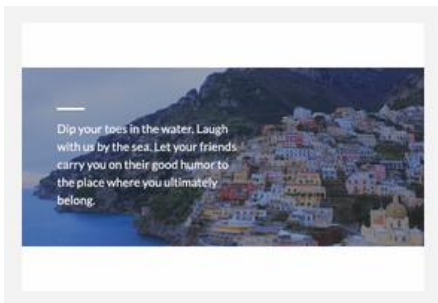 Dip your toes in the water. Laugh
with us by the sea. Let your friends
carry you on their good humor to
the place where you ultimately
belong.